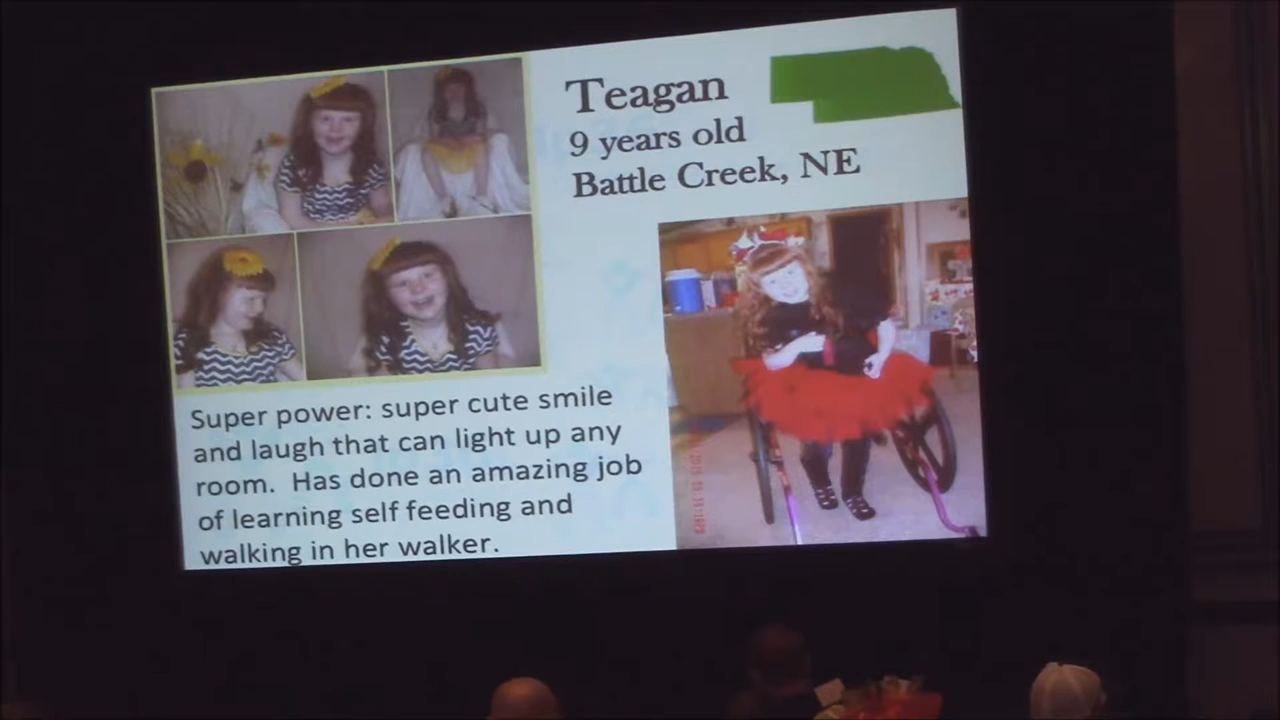 Teagan
9 years old
Battle Creek, NE
Super power: super cute smile
and laugh that can light up any
room.  Has done an amazing job
of learning self feeding and
walking in her walker.